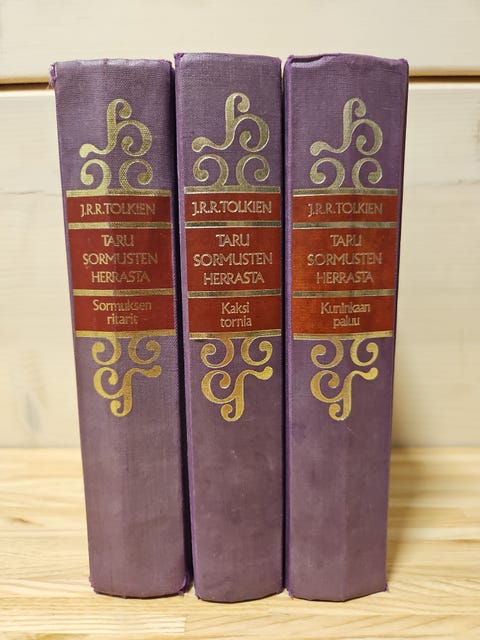 J.R.R.TOLKIEN
TARU
SORMUSTEN
HERRASTA
Sormuksen
ritarit
J.R.R.TOLKIEN
TARU
SORMUSTEN
HERRASTA
Kaksi
tornia
J.R.R.TOLKIEN
TARU
SORMUSTEN
HERRASTA
Kuninkaan
paluu